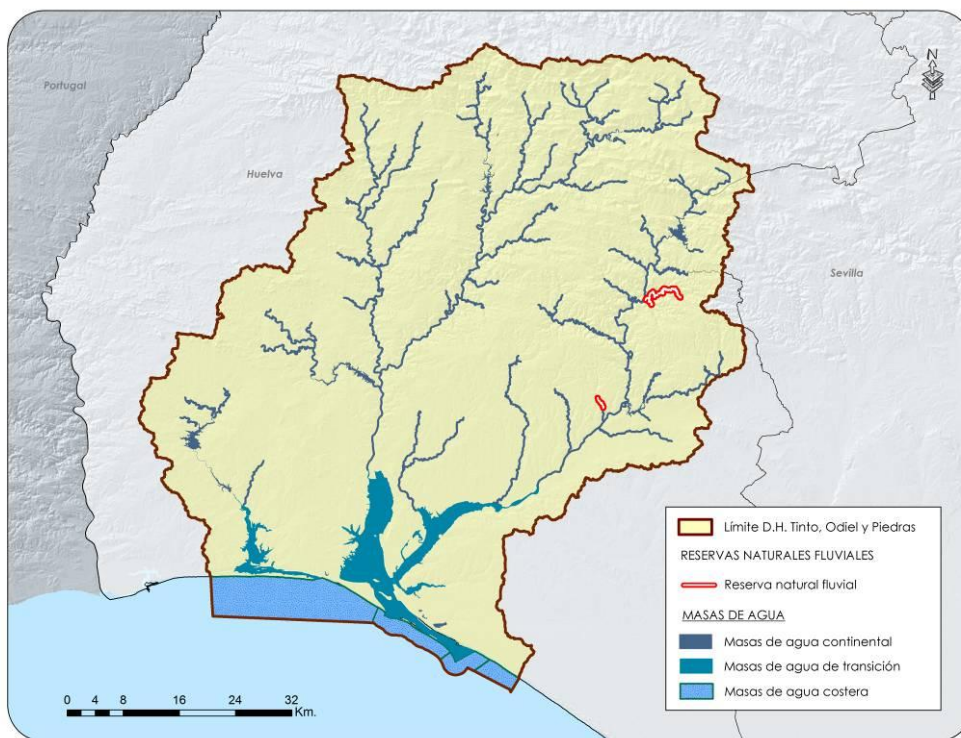 N
Portugal
Huelva
Sevilla
Límite D.H. Tinto, Odiel y Piedras
RESERVAS NATURALES FLUVIALES
Reserva natural fluvial
MASAS DE AGUA
Masas de agua continental
Masas de agua de transición
Masas de agua costera
0 4 8 16 24 32
Km.